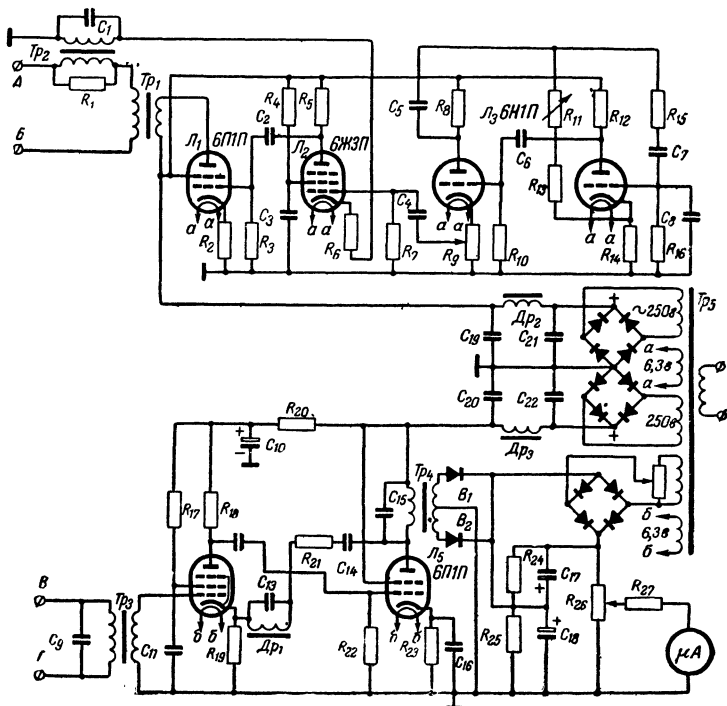 C₁
Тр₂
А
R₁
Тр₁
Б
Л₁ 6П1П
C₂
R₄
R₅
Л₂ 6Ж3П
C₃
R₂
R₃
R₆
R₇
C₄
C₅
R₈
Л₃ 6Н1П
C₆
R₉
R₁₀
R₁₁
R₁₂
R₁₃
R₁₄
R₁₅
C₇
C₈
R₁₆
а а
а а
а а
а а
Др₂
C₁₉
C₂₁
+
~250в
Тр₅
а
6,3в
а
C₂₀
C₂₂
Др₃
+
250в
R₂₀
+
–
C₁₀
R₁₇
R₁₈
C₁₅
Тр₄
В₁
В₂
Л₅
6П1П
б
6,3в
б
R₂₁
C₁₄
C₁₃
Др₁
В
C₉
Г
Тр₃
C₁₁
б б
R₁₉
R₂₂
R₂₃
C₁₆
R₂₄
R₂₅
C₁₇
+
+
C₁₈
R₂₆
R₂₇
μA